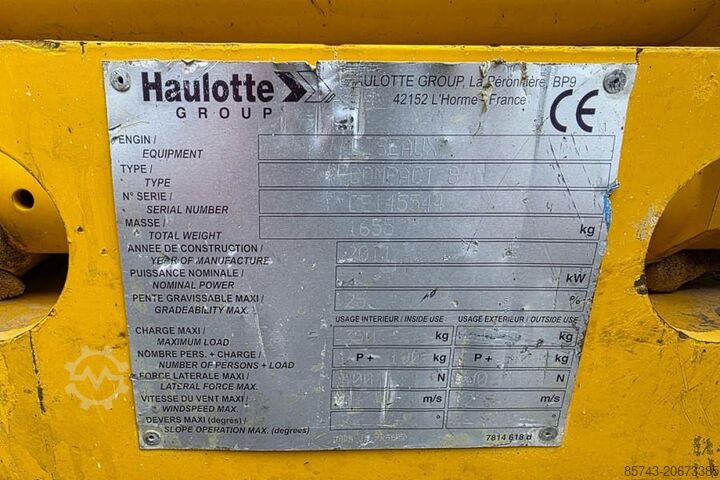 Haulotte
GROUP
AULOTTE GROUP, La Péronnière, BP9
42152 L'Horme - France
CE
ENGIN /
EQUIPMENT
TYPE /
TYPE
COMPACT 8
N° SERIE /
SERIAL NUMBER
CE145544
MASSE /
TOTAL WEIGHT
1655 kg
ANNEE DE CONSTRUCTION /
YEAR OF MANUFACTURE
PUISSANCE NOMINALE /
NOMINAL POWER
kW
PENTE GRAVISSABLE MAXI /
GRADEABILITY MAX.
25 %
USAGE INTERIEUR / INSIDE USE USAGE EXTERIEUR / OUTSIDE USE
CHARGE MAXI /
MAXIMUM LOAD
kg kg
NOMBRE PERS. + CHARGE /
NUMBER OF PERSONS + LOAD
P + kg P + kg
FORCE LATERALE MAXI /
LATERAL FORCE MAX.
N N
VITESSE DU VENT MAXI /
WINDSPEED MAX.
m/s m/s
DEVERS MAXI (degrés) /
SLOPE OPERATION MAX. (degrees)
° °
7814 618 d
85743-20673385